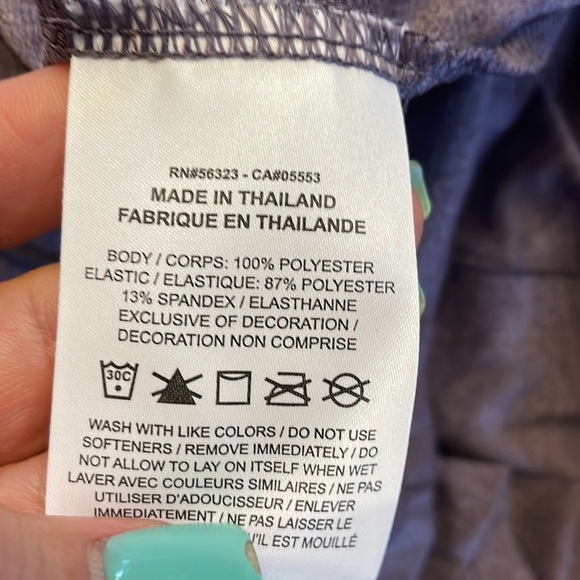 RN#56323 - CA#05553
MADE IN THAILAND
FABRIQUE EN THAILANDE
BODY / CORPS: 100% POLYESTER
ELASTIC / ELASTIQUE: 87% POLYESTER
13% SPANDEX / ELASTHANNE
EXCLUSIVE OF DECORATION /
DECORATION NON COMPRISE
30C
WASH WITH LIKE COLORS / DO NOT USE
SOFTENERS / REMOVE IMMEDIATELY / DO
NOT ALLOW TO LAY ON ITSELF WHEN WET
LAVER AVEC COULEURS SIMILAIRES / NE PAS
UTILISER D'ADOUCISSEUR / ENLEVER
IMMEDIATEMENT / NE PAS LAISSER LE
QU'IL EST MOUILLÉ